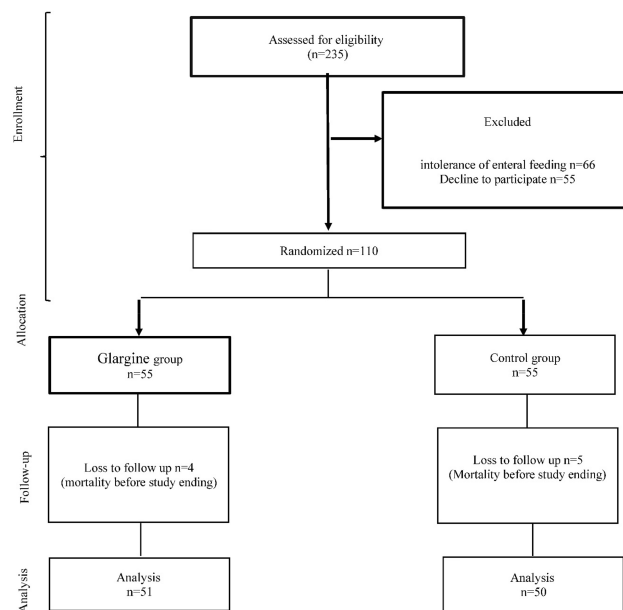 Enrollment
Assessed for eligibility
(n=235)
Excluded
intolerance of enteral feeding n=66
Decline to participate n=55
Randomized n=110
Allocation
Glargine group
n=55
Control group
n=55
Follow-up
Loss to follow up n=4
(mortality before study ending)
Loss to follow up n=5
(Mortality before study ending)
Analysis
Analysis
n=51
Analysis
n=50